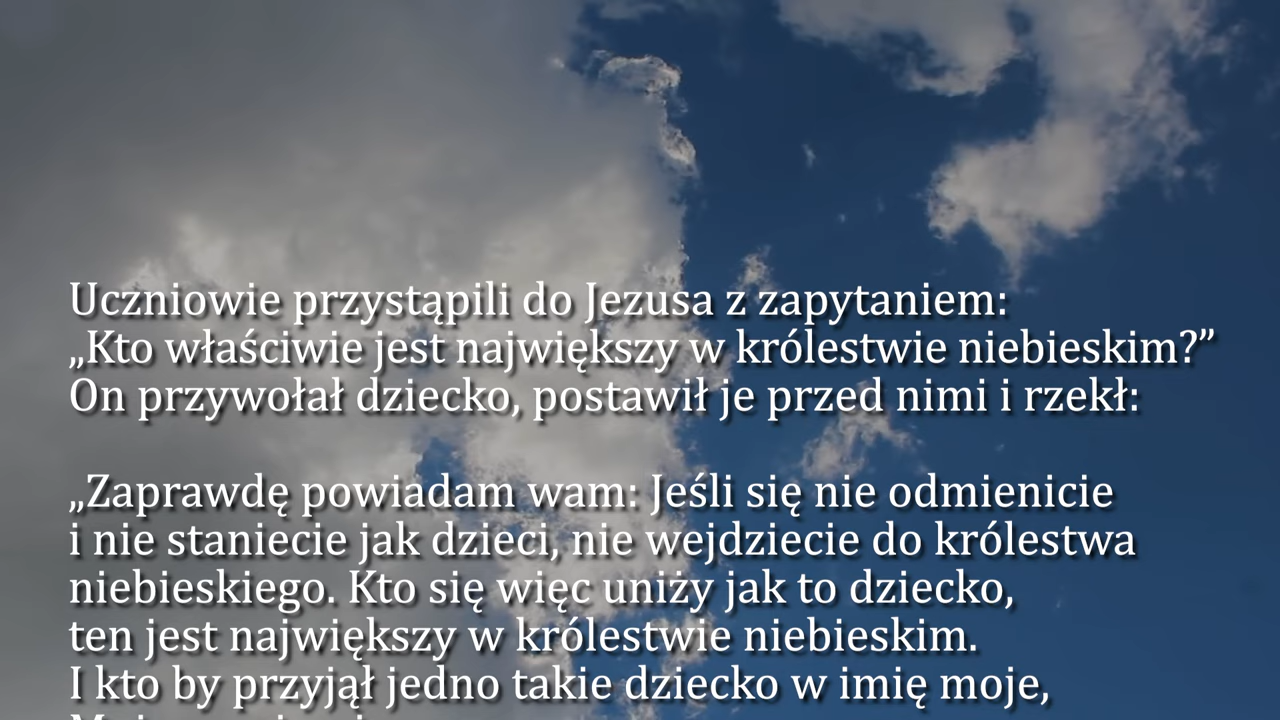 Uczniowie przystąpili do Jezusa z zapytaniem:
„Kto właściwie jest największy w królestwie niebieskim?”
On przywołał dziecko, postawił je przed nimi i rzekł:
„Zaprawdę powiadam wam: Jeśli się nie odmienicie
i nie staniecie jak dzieci, nie wejdziecie do królestwa
niebieskiego. Kto się więc uniży jak to dziecko,
ten jest największy w królestwie niebieskim.
I kto by przyjął jedno takie dziecko w imię moje,